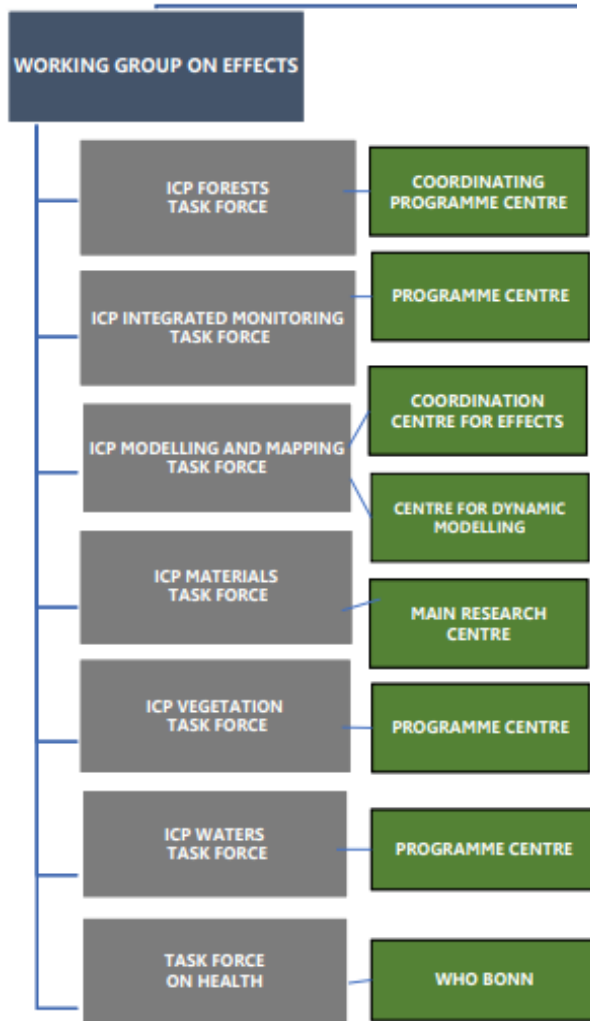 WORKING GROUP ON EFFECTS
ICP FORESTS
TASK FORCE
COORDINATING
PROGRAMME CENTRE
ICP INTEGRATED MONITORING
TASK FORCE
PROGRAMME CENTRE
ICP MODELLING AND MAPPING
TASK FORCE
COORDINATION
CENTRE FOR EFFECTS
CENTRE FOR DYNAMIC
MODELLING
ICP MATERIALS
TASK FORCE
MAIN RESEARCH
CENTRE
ICP VEGETATION
TASK FORCE
PROGRAMME CENTRE
ICP WATERS
TASK FORCE
PROGRAMME CENTRE
TASK FORCE
ON HEALTH
WHO BONN